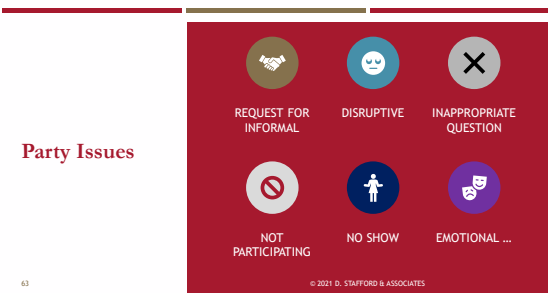 Party Issues
REQUEST FOR
INFORMAL
DISRUPTIVE
INAPPROPRIATE
QUESTION
NOT
PARTICIPATING
NO SHOW
EMOTIONAL ...
63
© 2021 D. STAFFORD & ASSOCIATES